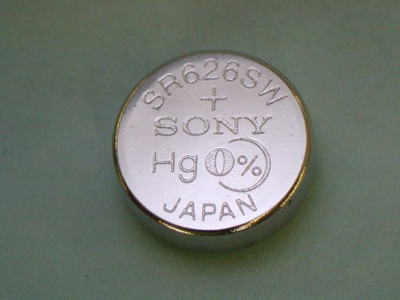 SR626SW
+
SONY
Hg0%
JAPAN